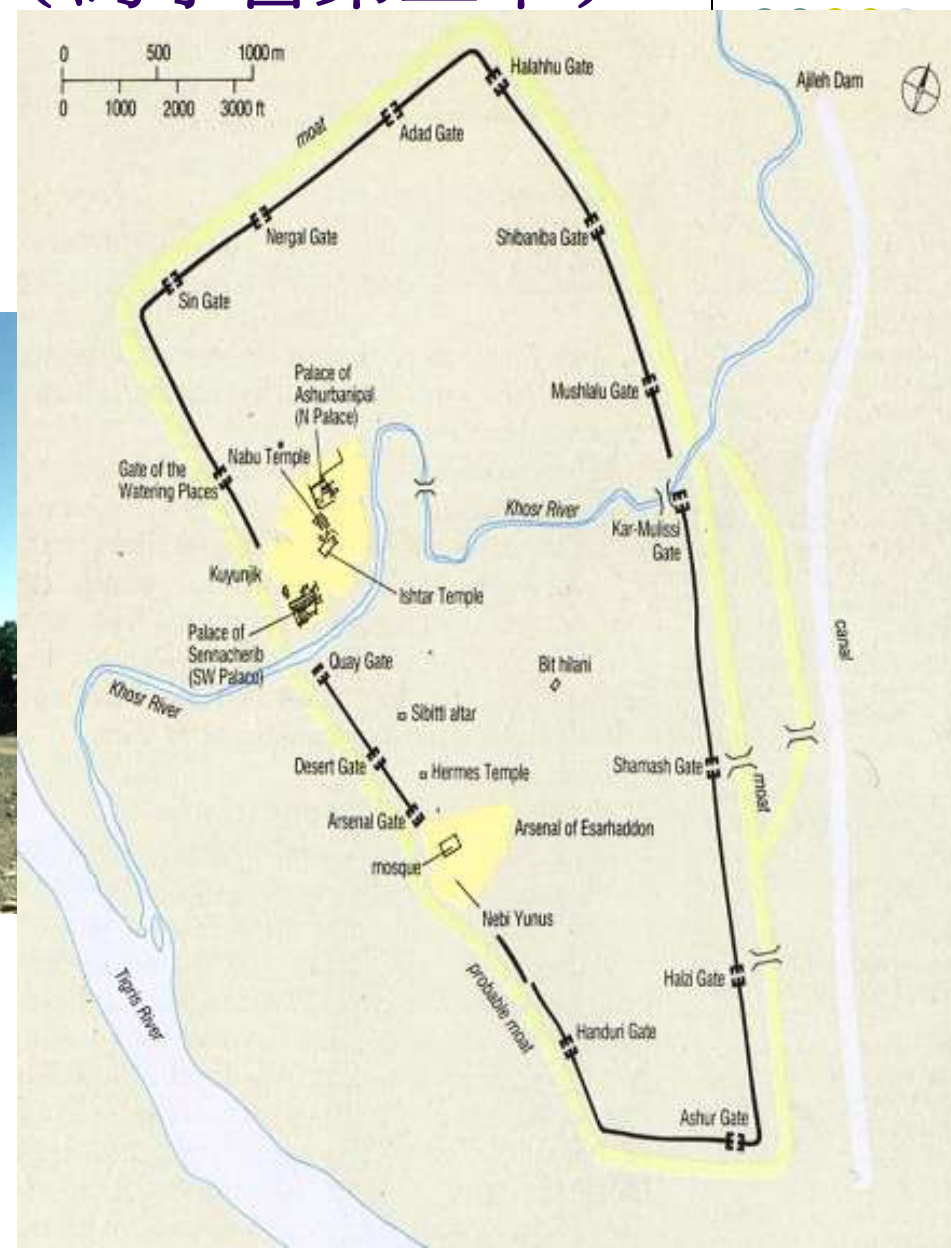 0 500 1000 m
0 1000 2000 3000 ft
Halahhu Gate
Ajileh Dam
moat
Adad Gate
Nergal Gate
Shibaniba Gate
Sin Gate
Palace of
Ashurbanipal
(N Palace)
Mushlalu Gate
Nabu Temple
Gate of the
Watering Places
Khosr River
Kar-Mulissi
Gate
Kuyunjik
Ishtar Temple
Palace of
Sennacherib
(SW Palace)
canal
Quay Gate
Bit hilani
Khosr River
Sibitti altar
Desert Gate
Hermes Temple
Shamash Gate
moat
Arsenal Gate
Arsenal of Esarhaddon
mosque
Nebi Yunus
Tigris River
probable moat
Halzi Gate
Handuri Gate
Ashur Gate